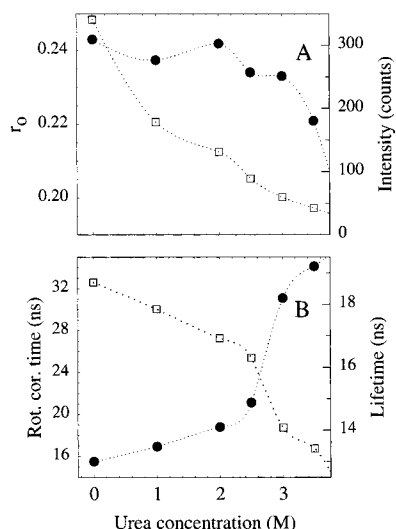 0.24
0.22
0.20
r₀
A
300
200
100
0
Intensity (counts)
32
28
24
20
16
Rot. cor. time (ns)
B
18
16
14
Lifetime (ns)
0
1
2
3
Urea concentration (M)